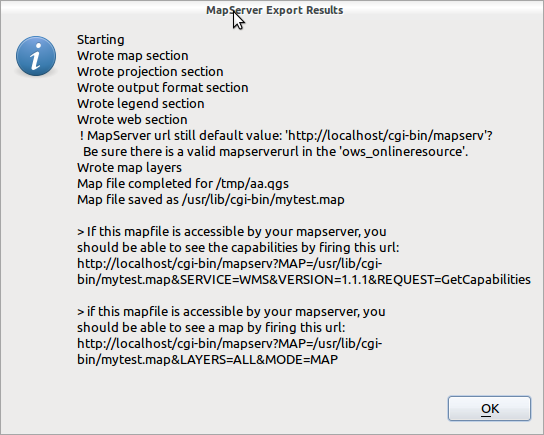 MapServer Export Results
Starting
Wrote map section
Wrote projection section
Wrote output format section
Wrote legend section
Wrote web section
! MapServer url still default value: 'http://localhost/cgi-bin/mapserv'?
Be sure there is a valid mapserverurl in the 'ows_onlineresource'.
Wrote map layers
Map file completed for /tmp/aa.qgs
Map file saved as /usr/lib/cgi-bin/mytest.map
> If this mapfile is accessible by your mapserver, you
should be able to see the capabilities by firing this url:
http://localhost/cgi-bin/mapserv?MAP=/usr/lib/cgi-
bin/mytest.map&SERVICE=WMS&VERSION=1.1.1&REQUEST=GetCapabilities
> if this mapfile is accessible by your mapserver, you
should be able to see a map by firing this url:
http://localhost/cgi-bin/mapserv?MAP=/usr/lib/cgi-
bin/mytest.map&LAYERS=ALL&MODE=MAP
OK